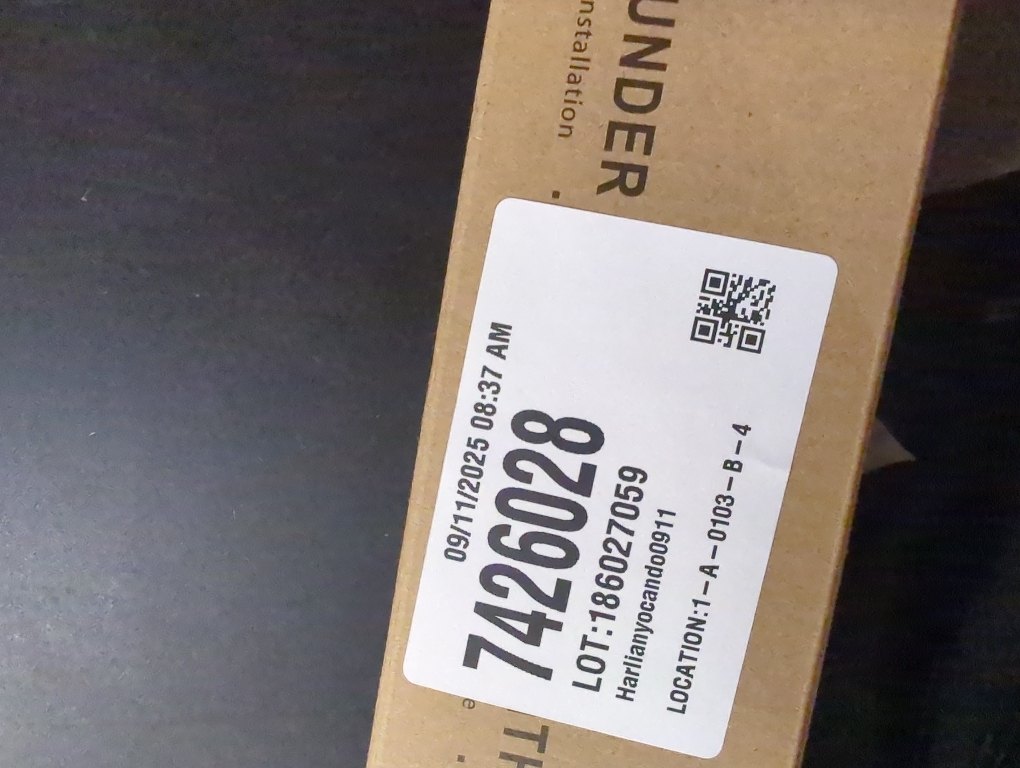 UNDER
nstallation
09/11/2025 08:37 AM
7426028
LOT:186027059
Harlianyocando0911
LOCATION:1-A-0103-B-4